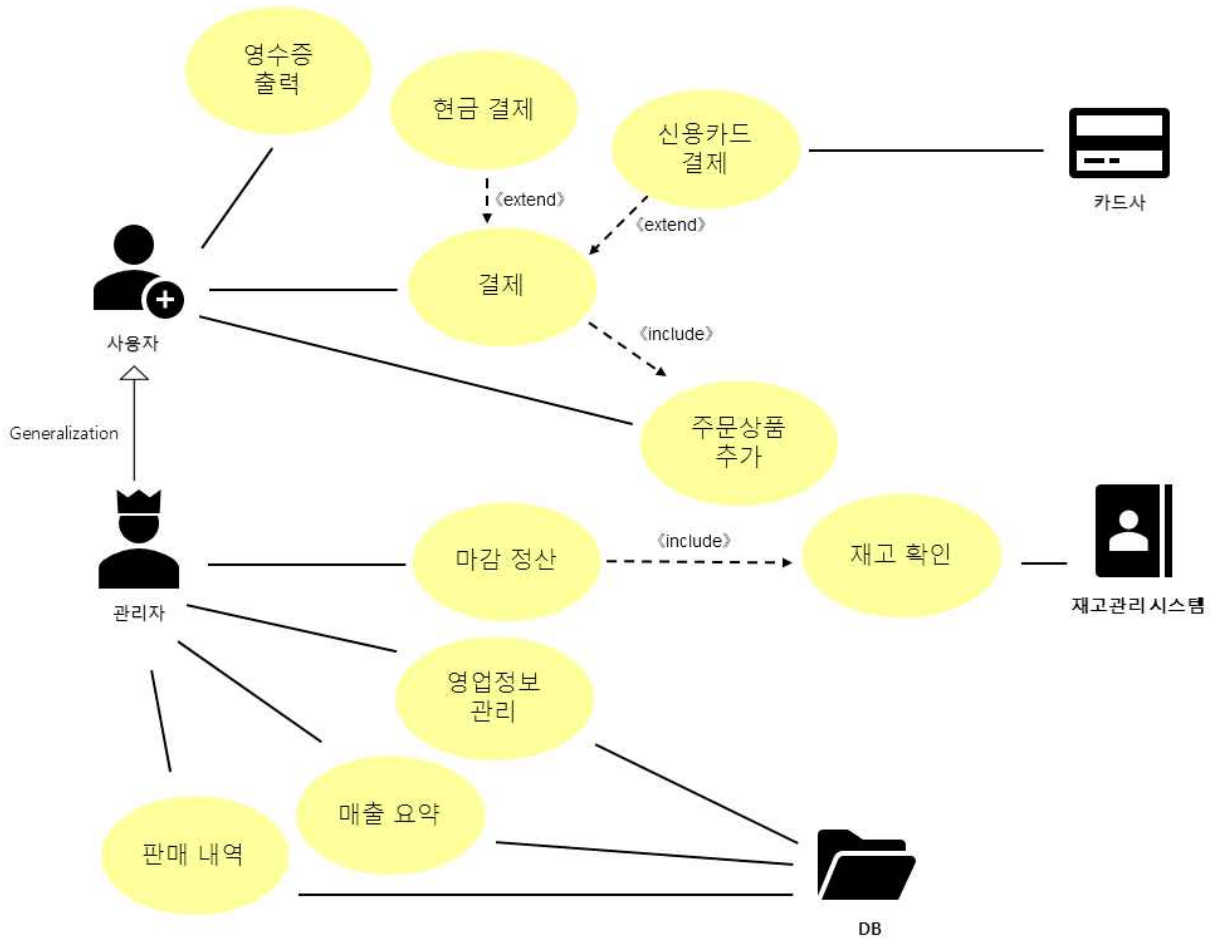 영수증
출력
현금 결제
신용카드
결제
카드사
《extend》
《extend》
결제
사용자
《include》
Generalization
주문상품
추가
마감 정산
《include》
재고 확인
관리자
재고관리 시스템
영업정보
관리
매출 요약
판매 내역
DB